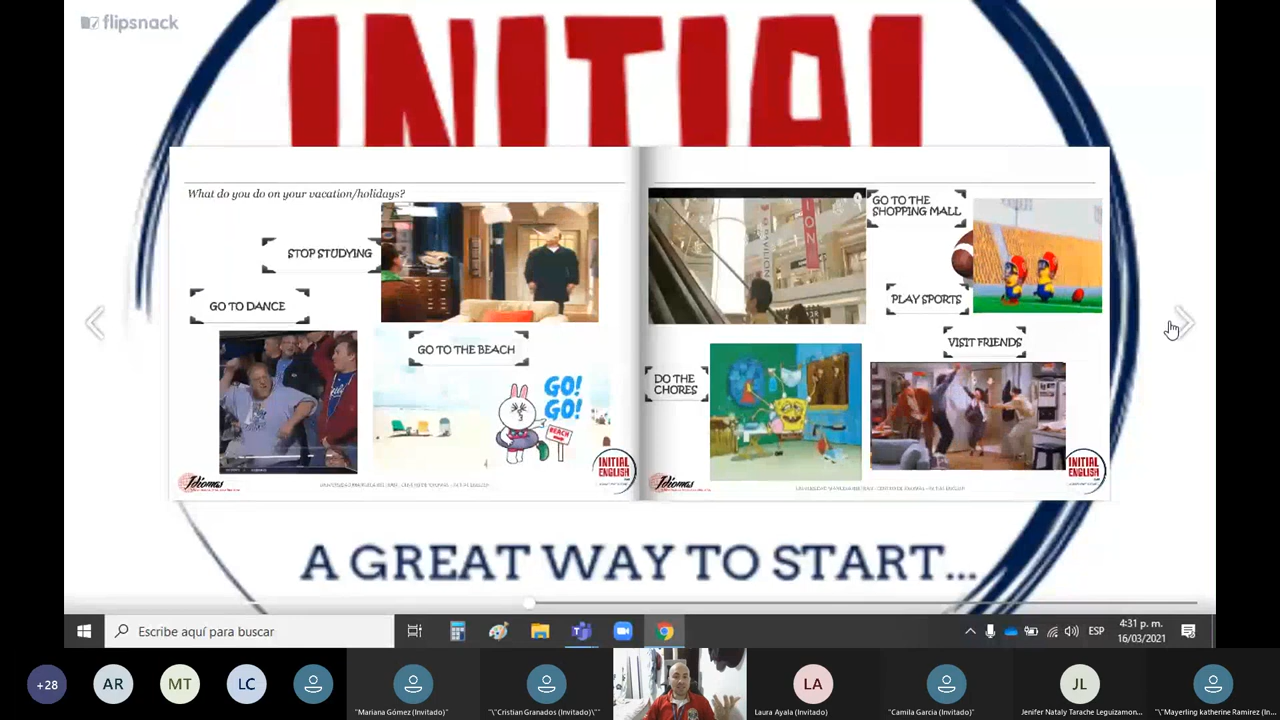 flipsnack
INITIAL
What do you do on your vacation/holidays?
STOP STUDYING
GO TO DANCE
GO TO THE BEACH
GO!
GO!
BEACH
Idiomas
INITIAL
ENGLISH
GO TO THE
SHOPPING MALL
PLAY SPORTS
VISIT FRIENDS
DO THE
CHORES
Idiomas
INITIAL
ENGLISH
A GREAT WAY TO START...
Escribe aquí para buscar
ESP
4:31 p. m.
16/03/2021
+28
AR
MT
LC
"Mariana Gómez (Invitado)"
"\"Cristian Granados (Invitado)\""
LA
Laura Ayala (Invitado)
"Camila Garcia (Invitado)"
JL
Jenifer Nataly Tarache Leguizamon...
"\"Mayerling katherine Ramirez (In...